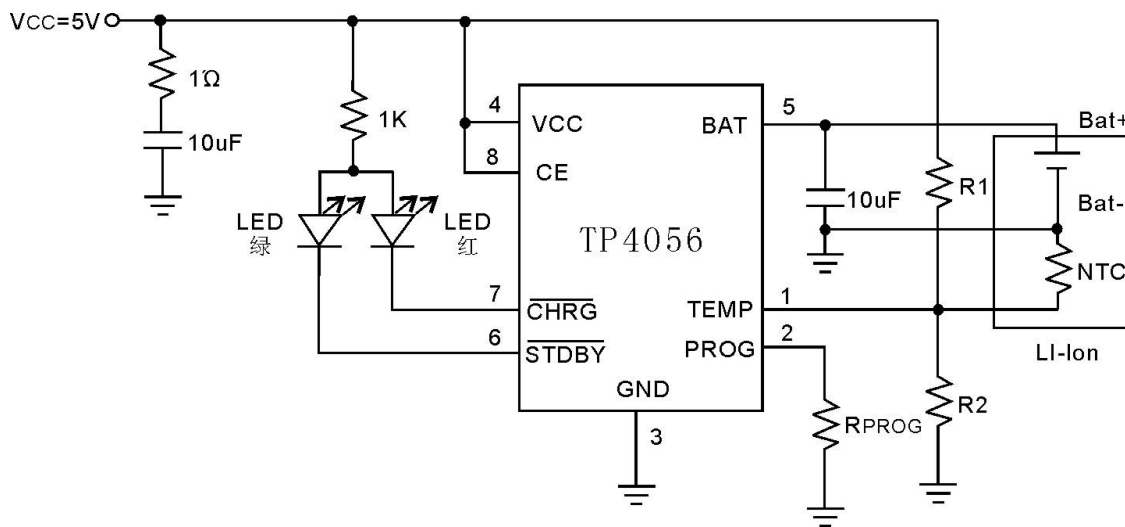 VCC=5V
1Ω
10uF
1K
LED
绿
LED
红
4
VCC
8
CE
TP4056
7
CHRG
6
STDBY
GND
3
BAT
5
TEMP
1
PROG
2
10uF
RPROG
R1
R2
Bat+
Bat-
NTC
LI-Ion